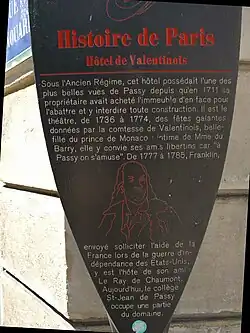 Histoire de Paris
Hôtel de Valentinois
Sous l'Ancien Régime, cet hôtel possédait l'une des
plus belles vues de Passy depuis qu'en 1711 sa
propriétaire avait acheté l'immeuble d'en face pour
l'abattre et y interdire toute construction. Il est le
théâtre, de 1736 à 1774, des fêtes galantes
données par la comtesse de Valentinois, belle-
fille du prince de Monaco intime de Mme du
Barry, elle y convie ses amis libertins car "à
Passy on s'amuse". De 1777 à 1785, Franklin,
envoyé solliciter l'aide de la
France lors de la guerre d'in-
dépendance des États-Unis,
y est l'hôte de son ami
Le Ray de Chaumont.
Aujourd'hui, le collège
St-Jean de Passy
occupe une partie
du domaine.